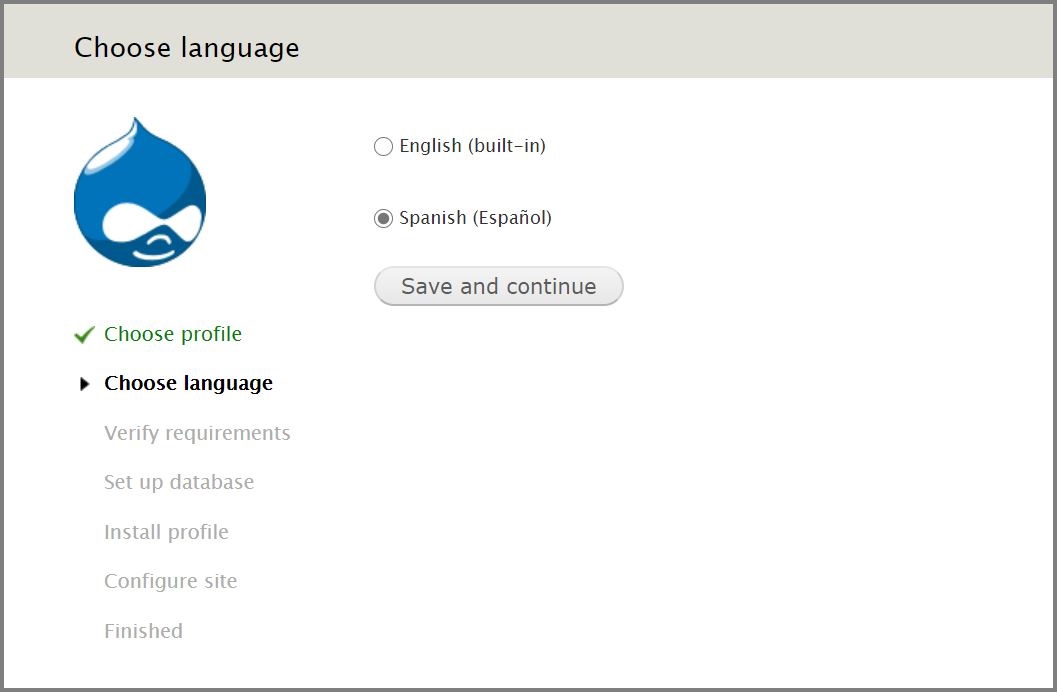 Choose language
English (built-in)
Spanish (Español)
Save and continue
Choose profile
Choose language
Verify requirements
Set up database
Install profile
Configure site
Finished